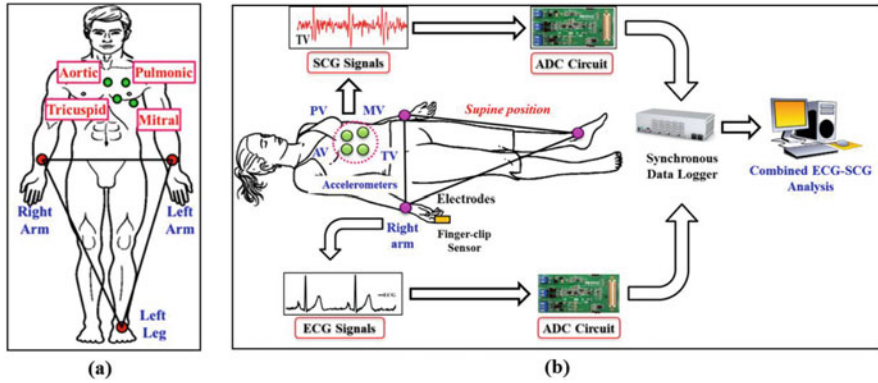 Aortic
Pulmonic
Tricuspid
Mitral
Right
Arm
Left
Arm
Left
Leg
(a)
TV
SCG Signals
ADC Circuit
PV
MV
AV
TV
Accelerometers
Supine position
Electrodes
Right
arm
Finger-clip
Sensor
Synchronous
Data Logger
Combined ECG-SCG
Analysis
ECG
ECG Signals
ADC Circuit
(b)